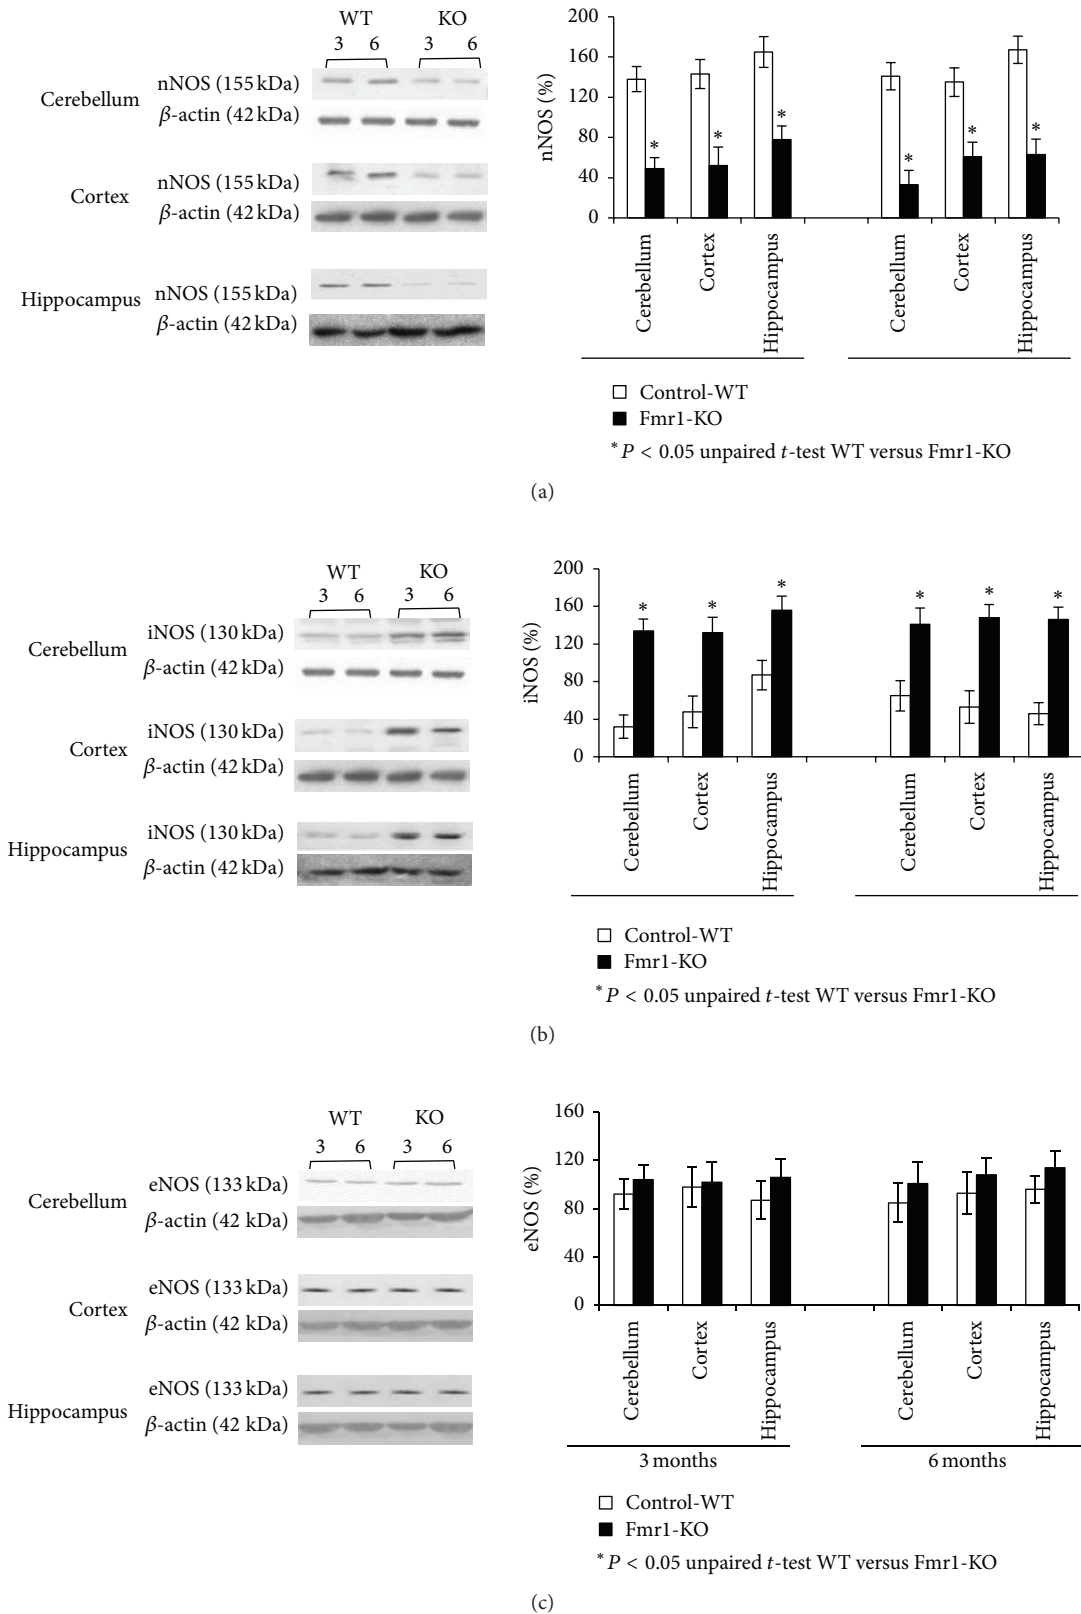 WT KO
3 6 3 6
Cerebellum
nNOS (155 kDa)
β-actin (42 kDa)
Cortex
nNOS (155 kDa)
β-actin (42 kDa)
Hippocampus
nNOS (155 kDa)
β-actin (42 kDa)
nNOS (%)
200
160
120
80
40
0
* * * * * *
Cerebellum
Cortex
Hippocampus
Cerebellum
Cortex
Hippocampus
Control-WT
Fmr1-KO
* P < 0.05 unpaired t-test WT versus Fmr1-KO
(a)
WT KO
3 6 3 6
Cerebellum
iNOS (130 kDa)
β-actin (42 kDa)
Cortex
iNOS (130 kDa)
β-actin (42 kDa)
Hippocampus
iNOS (130 kDa)
β-actin (42 kDa)
iNOS (%)
200
160
120
80
40
0
* * * * * *
Cerebellum
Cortex
Hippocampus
Cerebellum
Cortex
Hippocampus
Control-WT
Fmr1-KO
* P < 0.05 unpaired t-test WT versus Fmr1-KO
(b)
WT KO
3 6 3 6
Cerebellum
eNOS (133 kDa)
β-actin (42 kDa)
Cortex
eNOS (133 kDa)
β-actin (42 kDa)
Hippocampus
eNOS (133 kDa)
β-actin (42 kDa)
eNOS (%)
160
120
80
40
0
Cerebellum
Cortex
Hippocampus
Cerebellum
Cortex
Hippocampus
3 months
6 months
Control-WT
Fmr1-KO
* P < 0.05 unpaired t-test WT versus Fmr1-KO
(c)